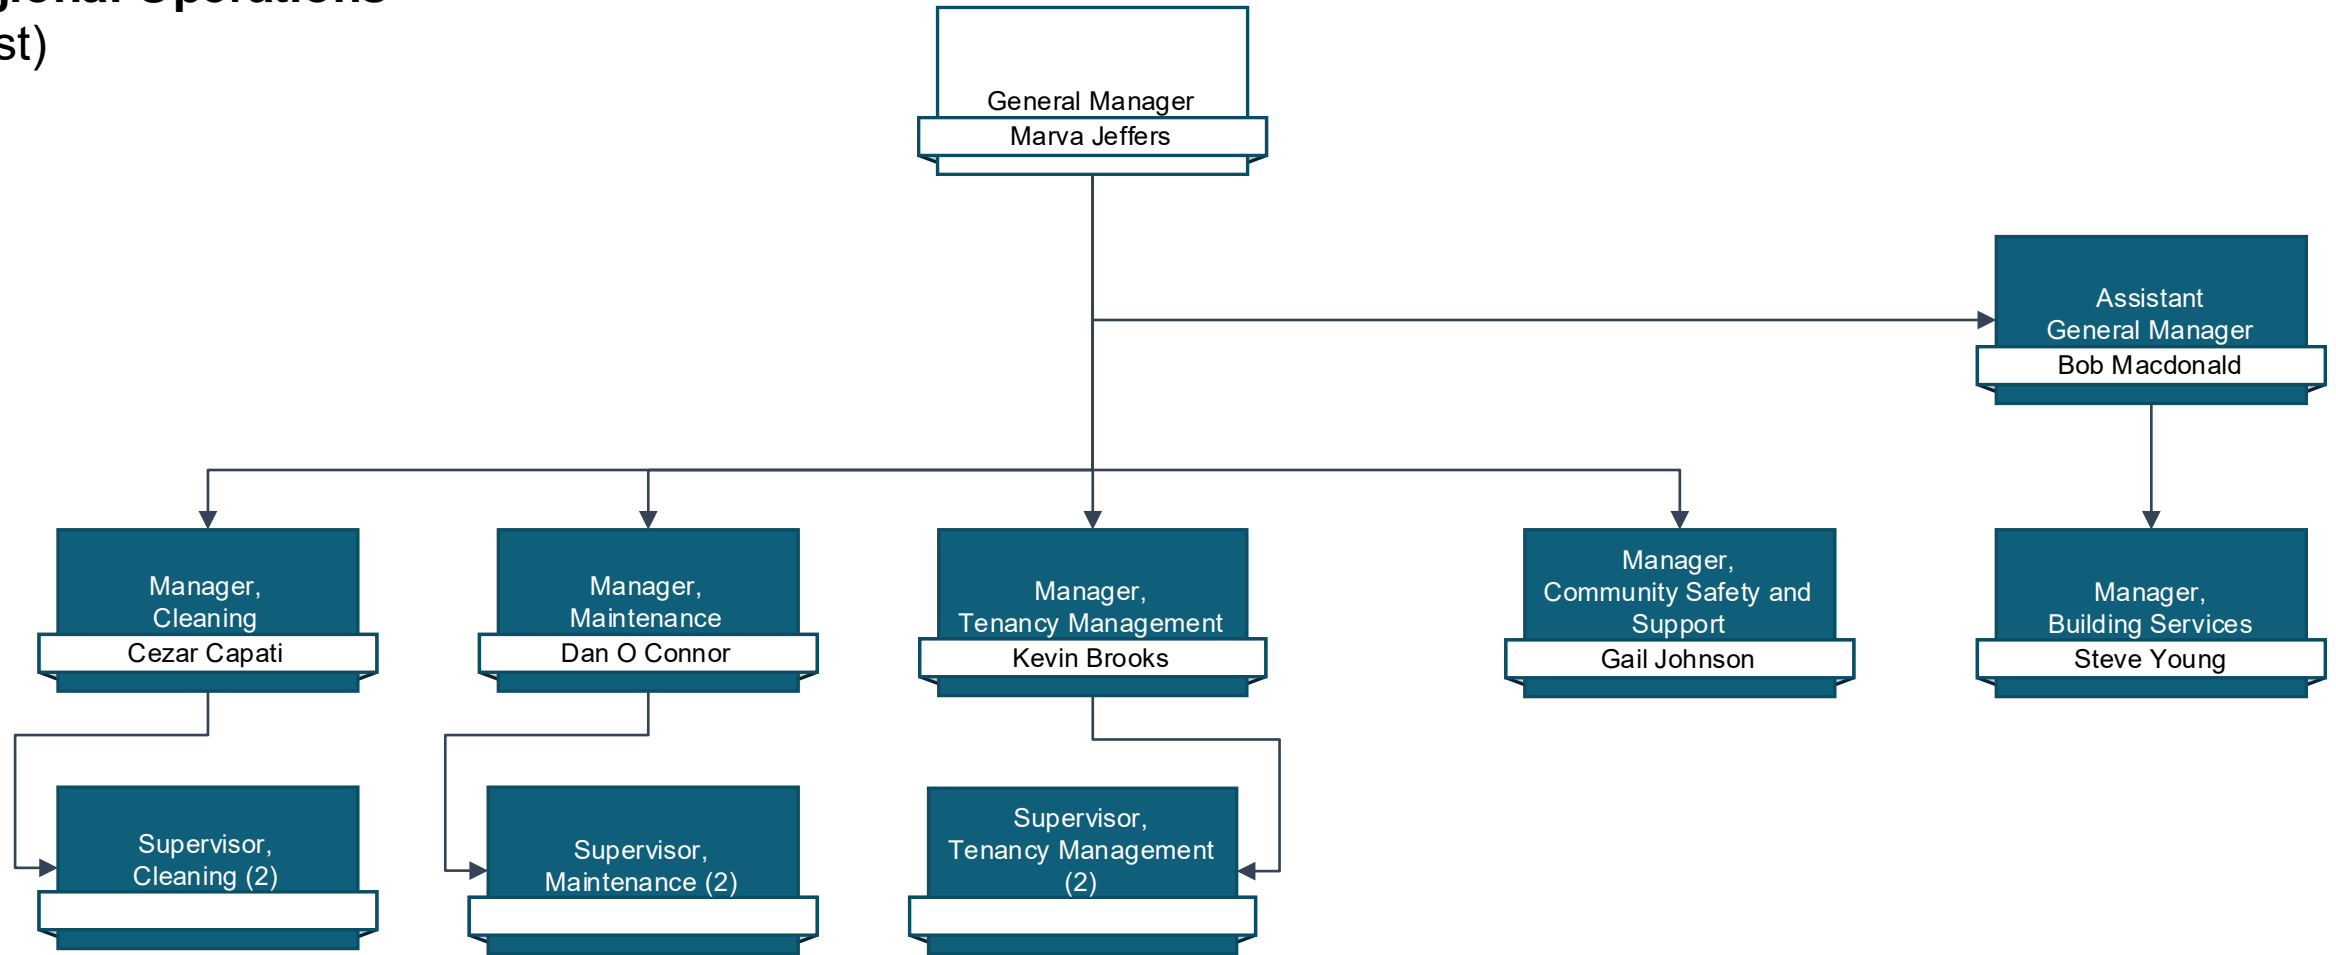 Operations
General Manager
Marva Jeffers
Assistant
General Manager
Bob Macdonald
Manager,
Cleaning
Cezar Capati
Manager,
Maintenance
Dan O Connor
Manager,
Tenancy Management
Kevin Brooks
Manager,
Community Safety and
Support
Gail Johnson
Manager,
Building Services
Steve Young
Supervisor,
Cleaning (2)
Supervisor,
Maintenance (2)
Supervisor,
Tenancy Management
(2)